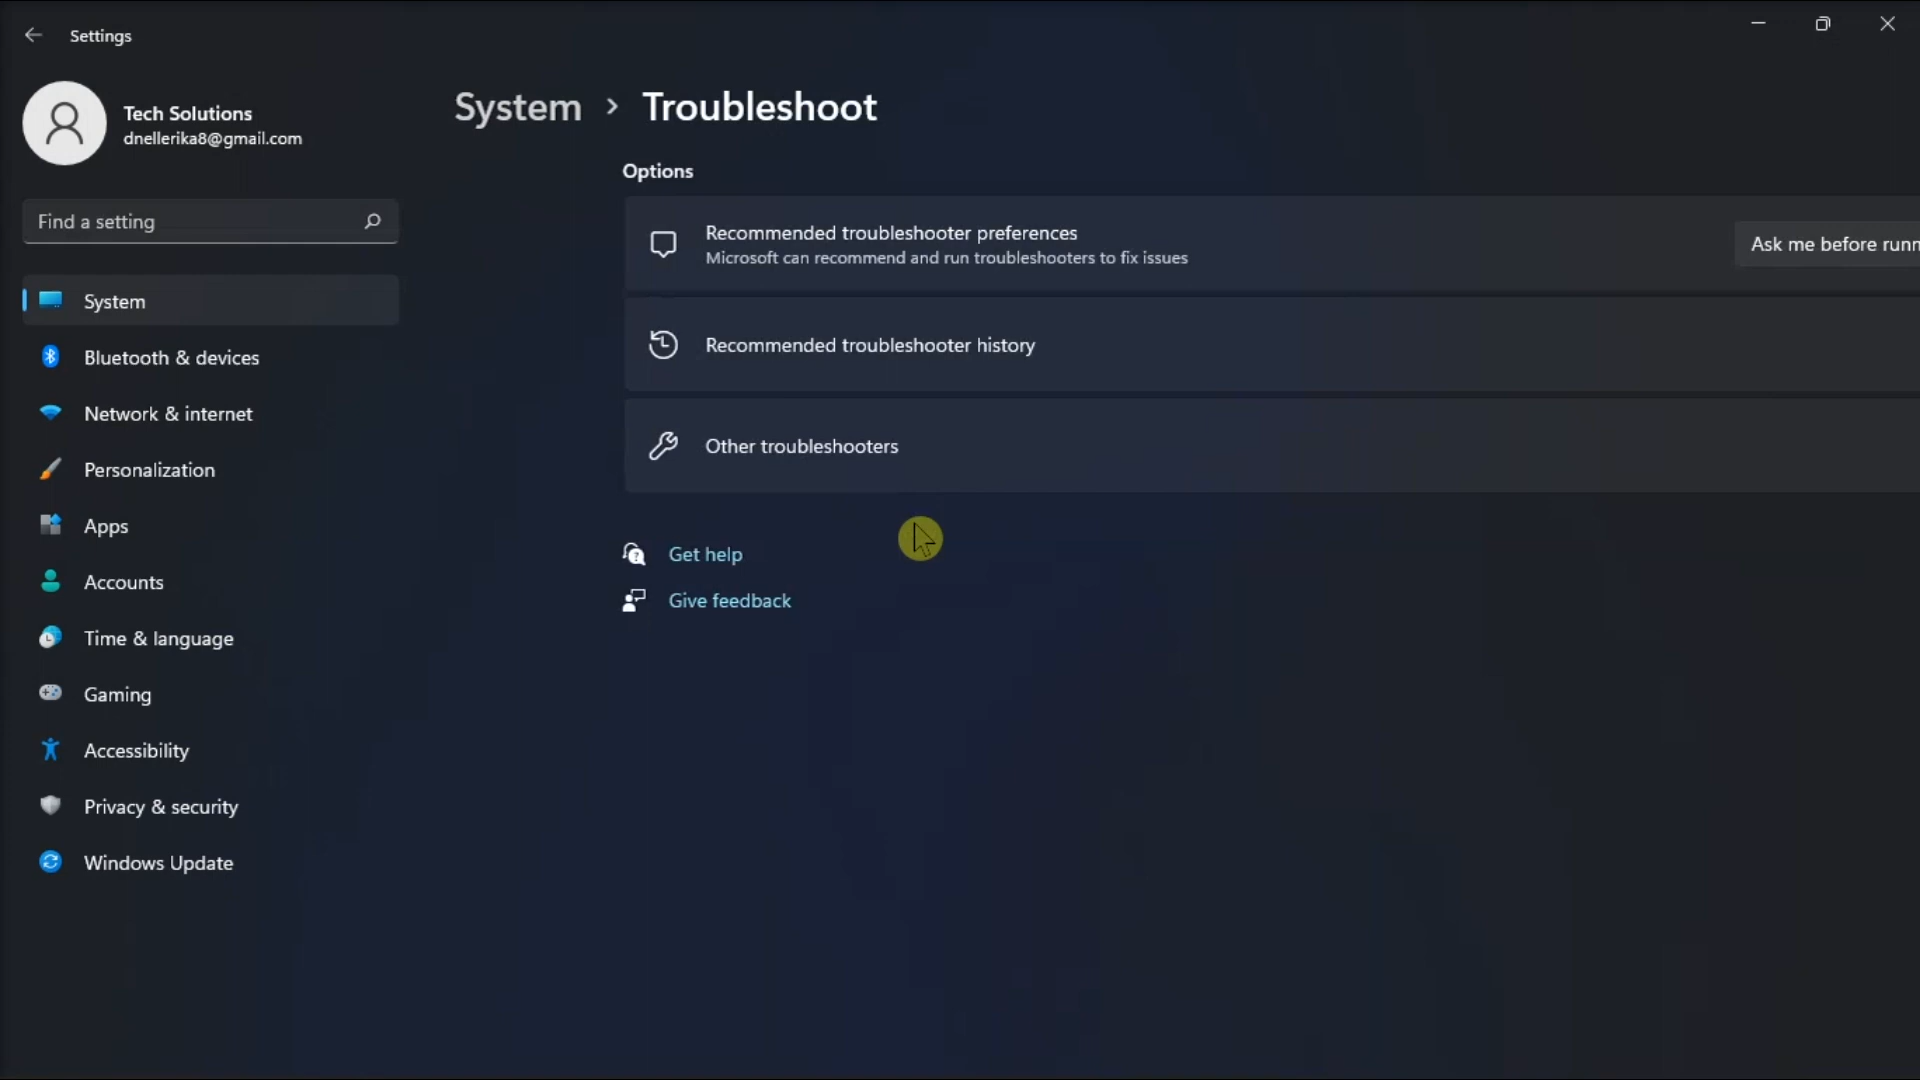 Settings
Tech Solutions
dnellerika8@gmail.com
Find a setting
System
Bluetooth & devices
Network & internet
Personalization
Apps
Accounts
Time & language
Gaming
Accessibility
Privacy & security
Windows Update
System > Troubleshoot
Options
Recommended troubleshooter preferences
Microsoft can recommend and run troubleshooters to fix issues
Ask me before runn
Recommended troubleshooter history
Other troubleshooters
Get help
Give feedback